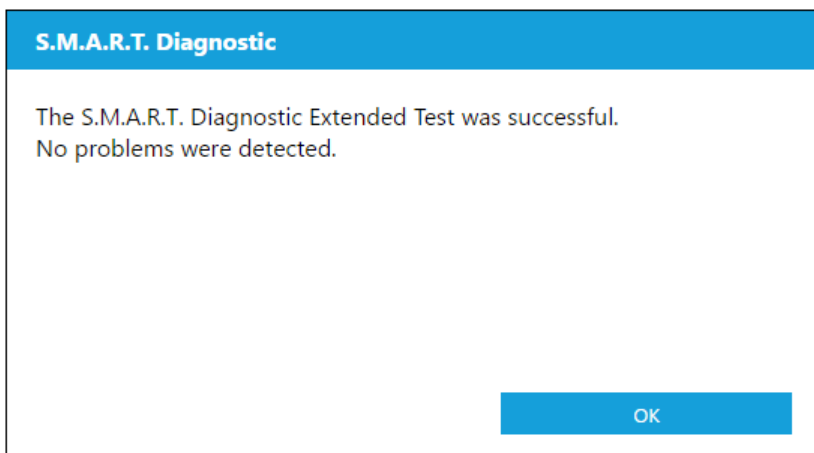 S.M.A.R.T. Diagnostic
The S.M.A.R.T. Diagnostic Extended Test was successful.
No problems were detected.
OK